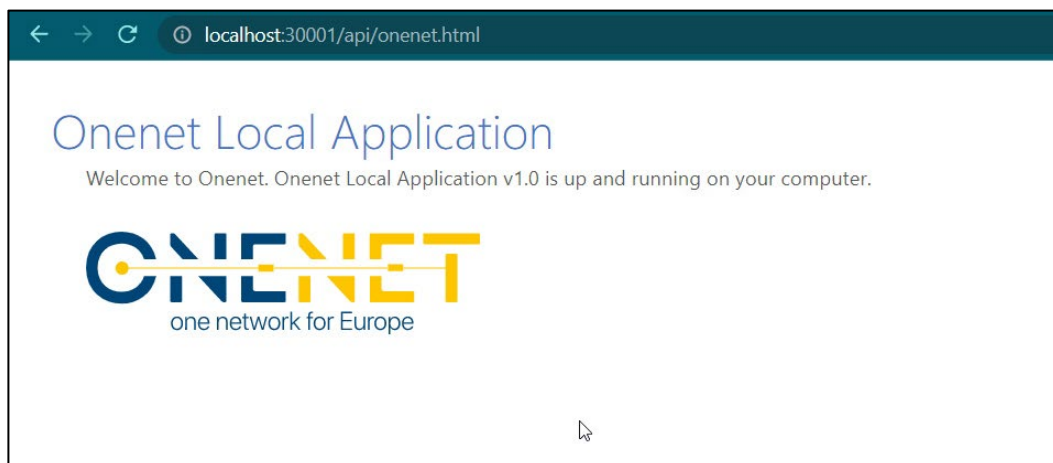 localhost:30001/api/onenet.html
Onenet Local Application
Welcome to Onenet. Onenet Local Application v1.0 is up and running on your computer.
ONENET
one network for Europe